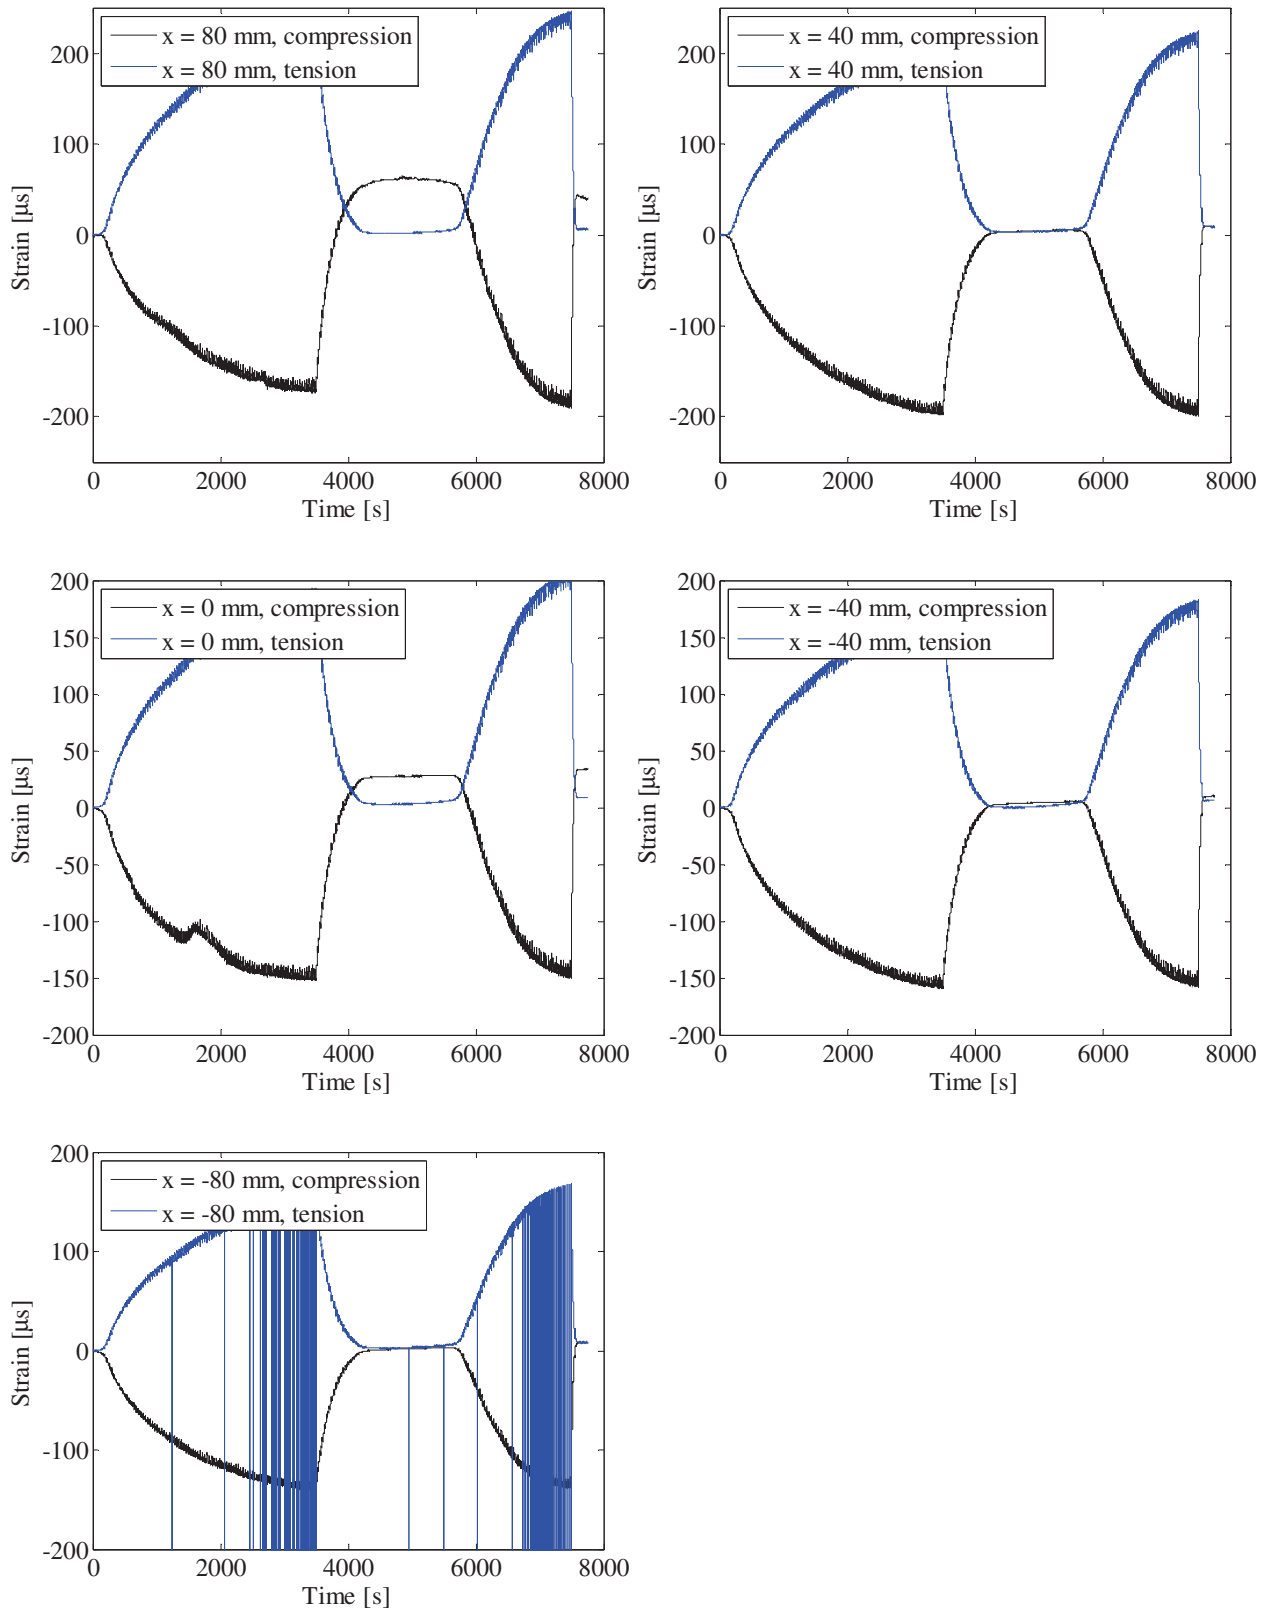 x = 80 mm, compression
x = 80 mm, tension
200
100
0
-100
-200
Strain [µs]
0 2000 4000 6000 8000
Time [s]
x = 40 mm, compression
x = 40 mm, tension
200
100
0
-100
-200
Strain [µs]
0 2000 4000 6000 8000
Time [s]
x = 0 mm, compression
x = 0 mm, tension
200
150
100
50
0
-50
-100
-150
-200
Strain [µs]
0 2000 4000 6000 8000
Time [s]
x = -40 mm, compression
x = -40 mm, tension
200
150
100
50
0
-50
-100
-150
-200
Strain [µs]
0 2000 4000 6000 8000
Time [s]
x = -80 mm, compression
x = -80 mm, tension
200
100
0
-100
-200
Strain [µs]
0 2000 4000 6000 8000
Time [s]